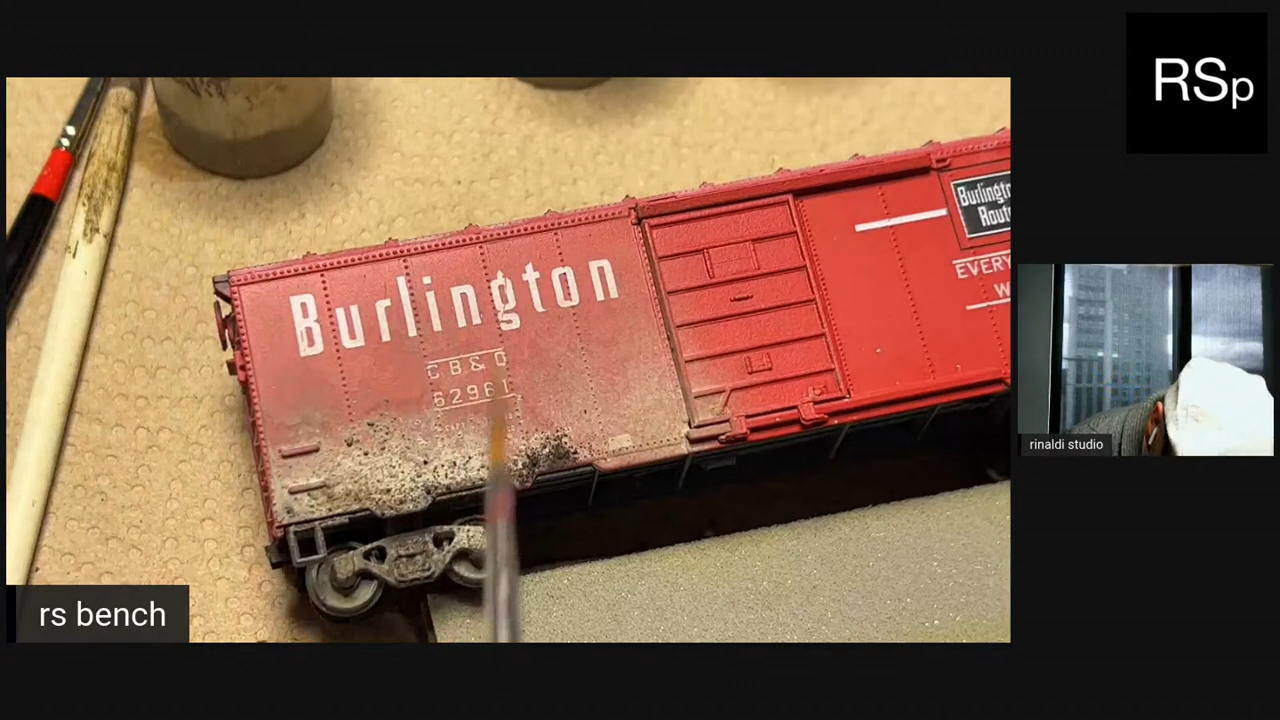 RSp
Burlington
CB&Q
62961
Burlington
Route
EVERY
W
rinaldi studio
rs bench